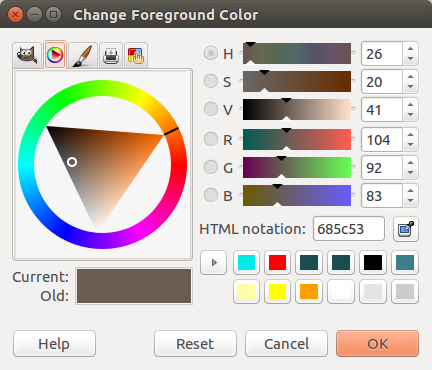 Change Foreground Color
H 26
S 20
V 41
R 104
G 92
B 83
HTML notation: 685c53
Current:
Old:
Help Reset Cancel OK